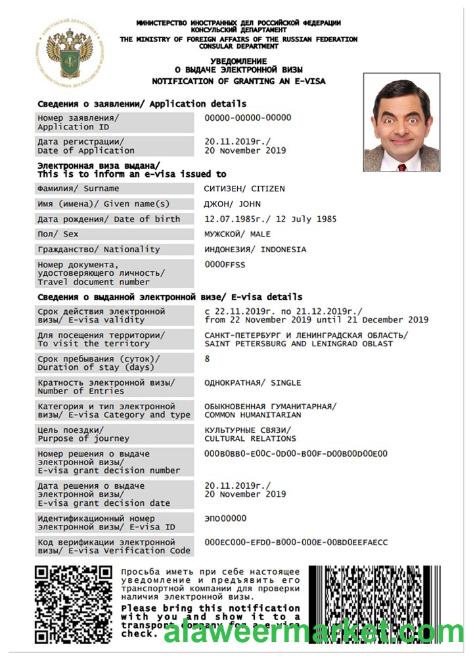 МИНИСТЕРСТВО ИНОСТРАННЫХ ДЕЛ РОССИЙСКОЙ ФЕДЕРАЦИИ
КОНСУЛЬСКИЙ ДЕПАРТАМЕНТ
THE MINISTRY OF FOREIGN AFFAIRS OF THE RUSSIAN FEDERATION
CONSULAR DEPARTMENT
УВЕДОМЛЕНИЕ
О ВЫДАЧЕ ЭЛЕКТРОННОЙ ВИЗЫ
NOTIFICATION OF GRANTING AN E-VISA
Сведения о заявлении/ Application details
Номер заявления/
Application ID
00000-00000-00000
Дата регистрации/
Date of Application
20.11.2019г./
20 November 2019
Электронная виза выдана/
This is to inform an e-visa issued to
Фамилия/ Surname
СИТИЗЕН/ CITIZEN
Имя (имена)/ Given name(s)
ДЖОН/ JOHN
Дата рождения/ Date of birth
12.07.1985г./ 12 July 1985
Пол/ Sex
МУЖСКОЙ/ MALE
Гражданство/ Nationality
ИНДОНЕЗИЯ/ INDONESIA
Номер документа,
удостоверяющего личность/
Travel document number
0000FFSS
Сведения о выданной электронной визе/ E-visa details
Срок действия электронной
визы/ E-visa validity
с 22.11.2019г. по 21.12.2019г./
from 22 November 2019 until 21 December 2019
Для посещения территории/
To visit the territory
САНКТ-ПЕТЕРБУРГ И ЛЕНИНГРАДСКАЯ ОБЛАСТЬ/
SAINT PETERSBURG AND LENINGRAD OBLAST
Срок пребывания (суток)/
Duration of stay (days)
8
Кратность электронной визы/
Number of Entries
ОДНОКРАТНАЯ/ SINGLE
Категория и тип электронной
визы/ E-visa Category and type
ОБЫКНОВЕННАЯ ГУМАНИТАРНАЯ/
COMMON HUMANITARIAN
Цель поездки/
Purpose of journey
КУЛЬТУРНЫЕ СВЯЗИ/
CULTURAL RELATIONS
Номер решения о выдаче
электронной визы/
E-visa grant decision number
000B0BB0-E00C-0D00-B00F-D00B00D00E00
Дата решения о выдаче
электронной визы/
E-visa grant decision date
20.11.2019г./
20 November 2019
Идентификационный номер
электронной визы/ E-visa ID
ЭПО00000
Код верификации электронной
визы/ E-visa Verification Code
000EC000-EFD0-B000-000E-00BD0EEFAECC
Просьба иметь при себе настоящее
уведомление и предъявить его
транспортной компании для проверки
наличия электронной визы.
Please bring this notification
with you and show it to a
transport company for a e-visa
check.
alaweermarket.com